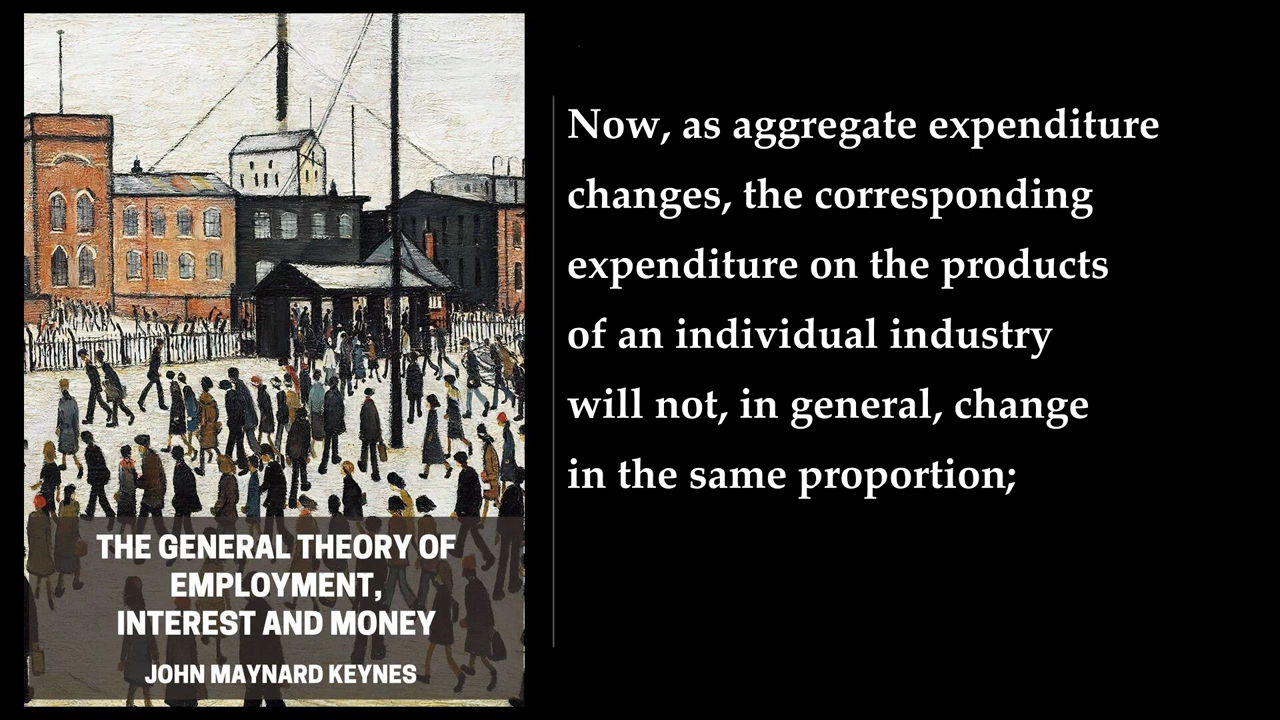 THE GENERAL THEORY OF
EMPLOYMENT,
INTEREST AND MONEY
JOHN MAYNARD KEYNES
Now, as aggregate expenditure
changes, the corresponding
expenditure on the products
of an individual industry
will not, in general, change
in the same proportion;